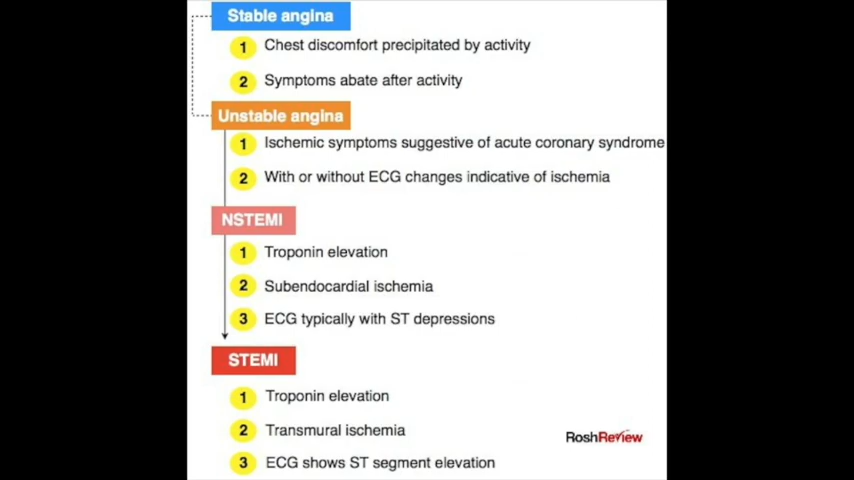 Stable angina
1 Chest discomfort precipitated by activity
2 Symptoms abate after activity
Unstable angina
1 Ischemic symptoms suggestive of acute coronary syndrome
2 With or without ECG changes indicative of ischemia
NSTEMI
1 Troponin elevation
2 Subendocardial ischemia
3 ECG typically with ST depressions
STEMI
1 Troponin elevation
2 Transmural ischemia
3 ECG shows ST segment elevation
RoshReview